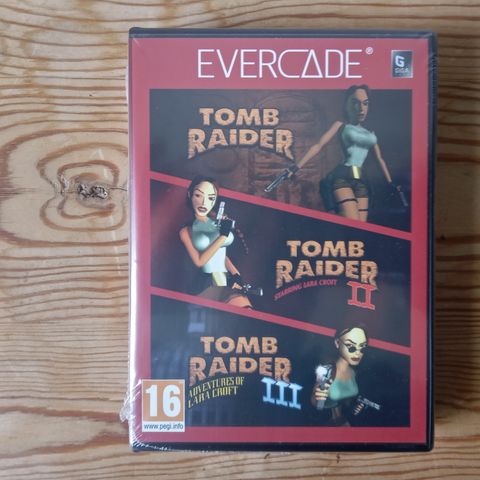 EVERCADE®
G
GIGA
TOMB
RAIDER
TOMB
RAIDER
II
STARRING LARA CROFT
TOMB
RAIDER
III
ADVENTURES OF
LARA CROFT
16
www.pegi.info